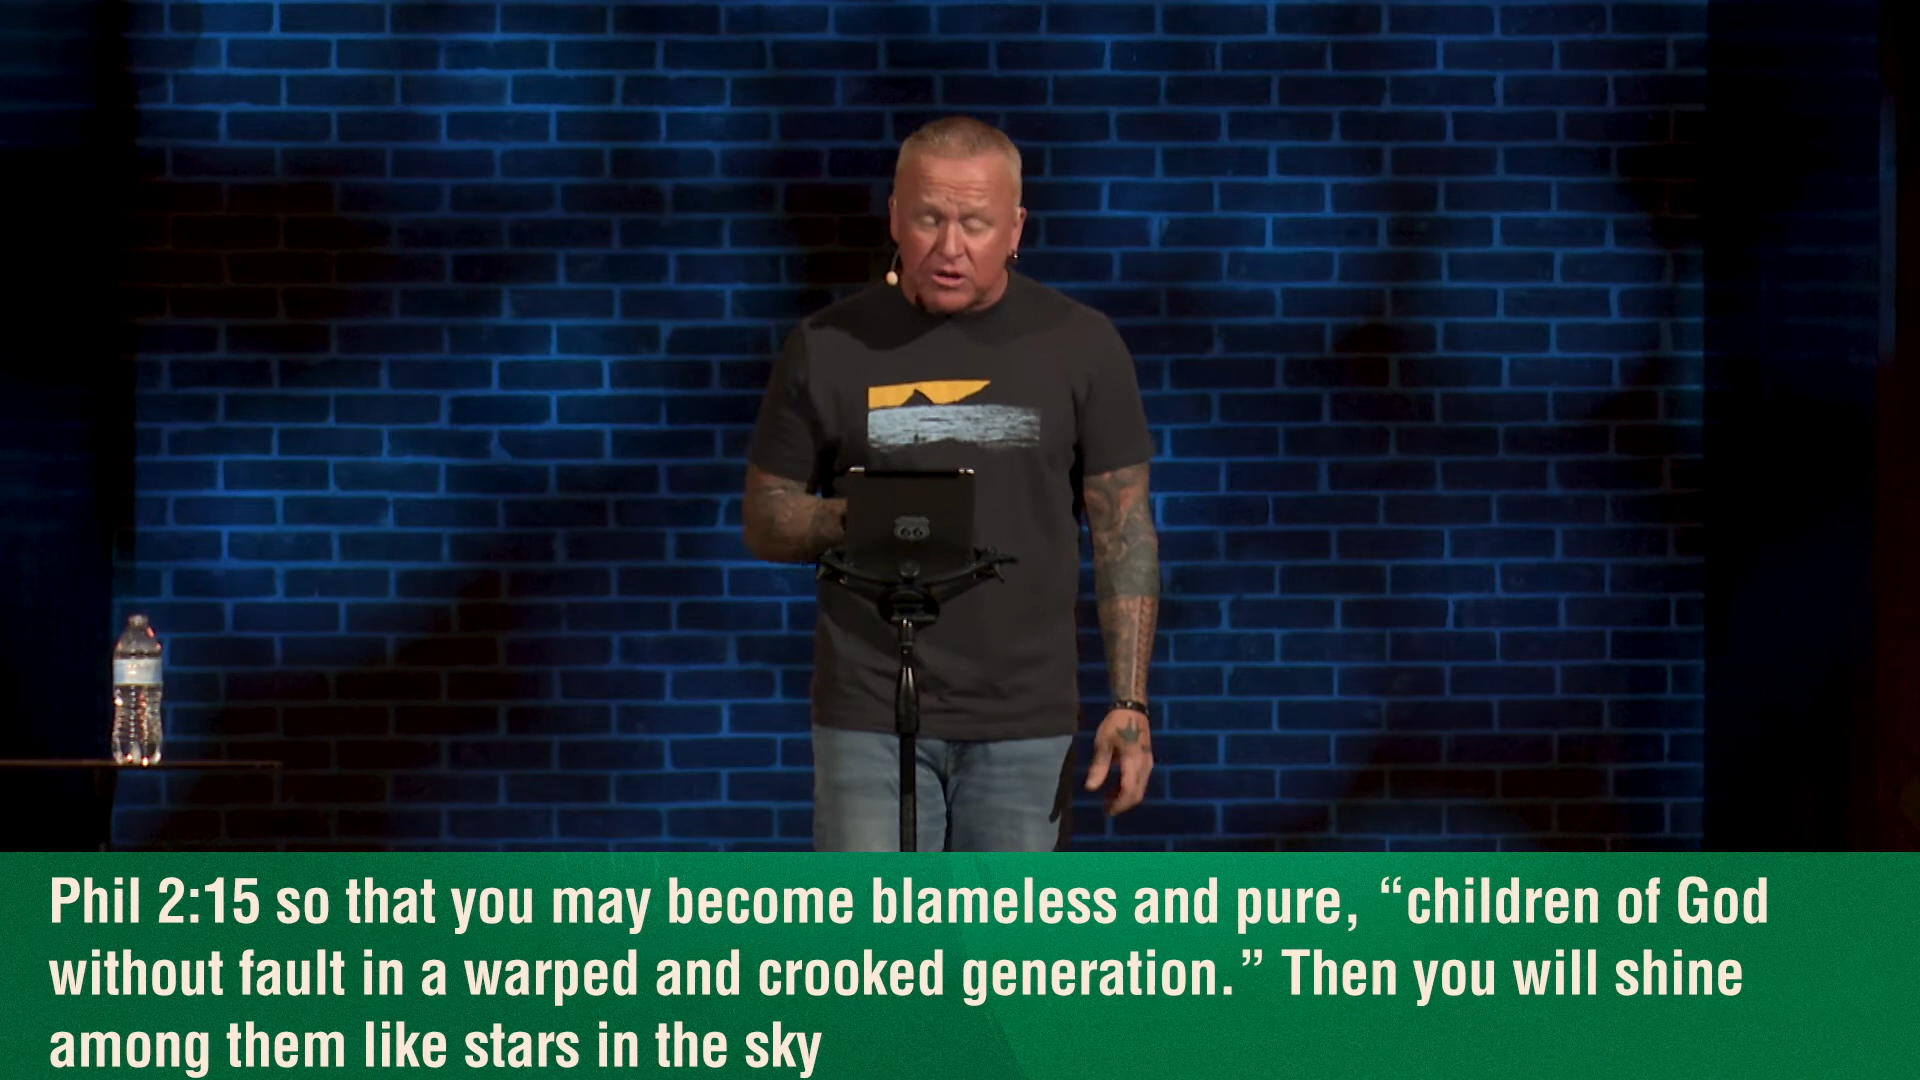 66
Phil 2:15 so that you may become blameless and pure, “children of God
without fault in a warped and crooked generation.” Then you will shine
among them like stars in the sky